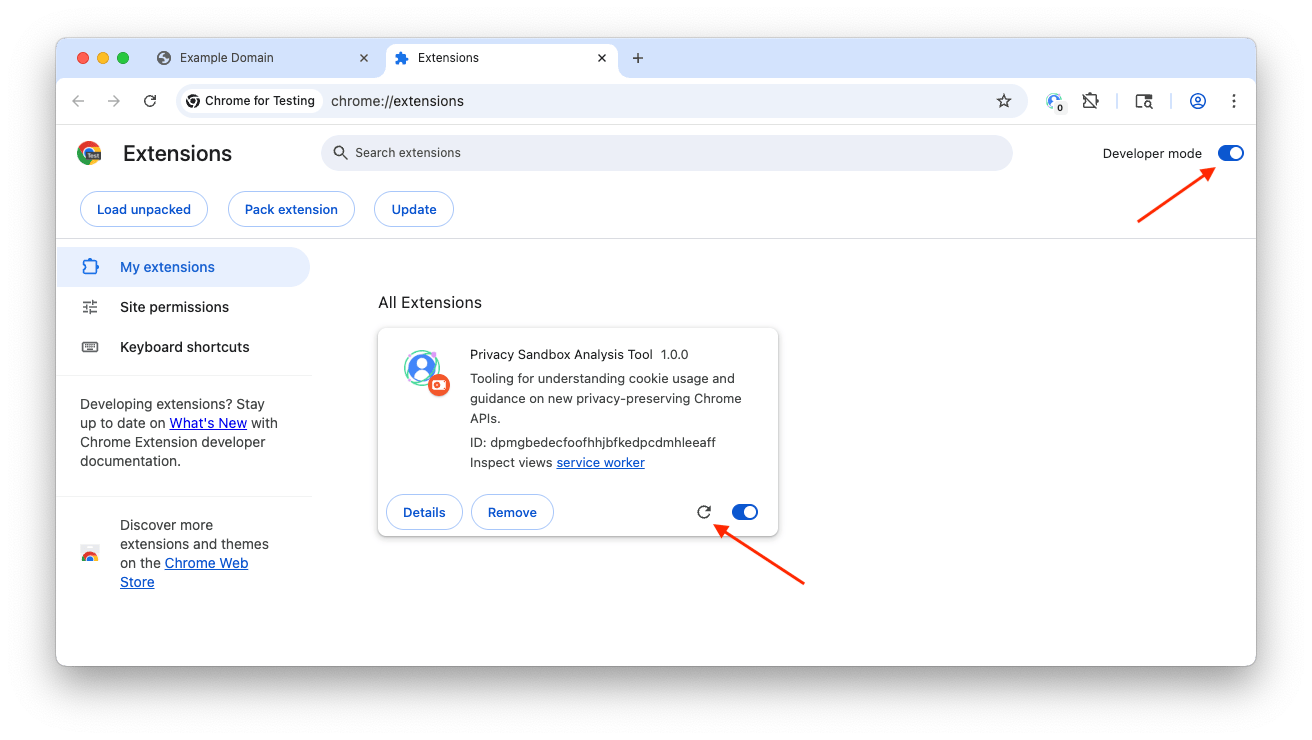 Example Domain
Extensions
Chrome for Testing
chrome://extensions
0
Test
Extensions
Search extensions
Developer mode
Load unpacked
Pack extension
Update
My extensions
Site permissions
Keyboard shortcuts
Developing extensions? Stay
up to date on What's New with
Chrome Extension developer
documentation.
Discover more
extensions and themes
on the Chrome Web
Store
All Extensions
Privacy Sandbox Analysis Tool 1.0.0
Tooling for understanding cookie usage and
guidance on new privacy-preserving Chrome
APIs.
ID: dpmgbedecfoofhhjbfkedpcdmhleeaff
Inspect views service worker
Details
Remove